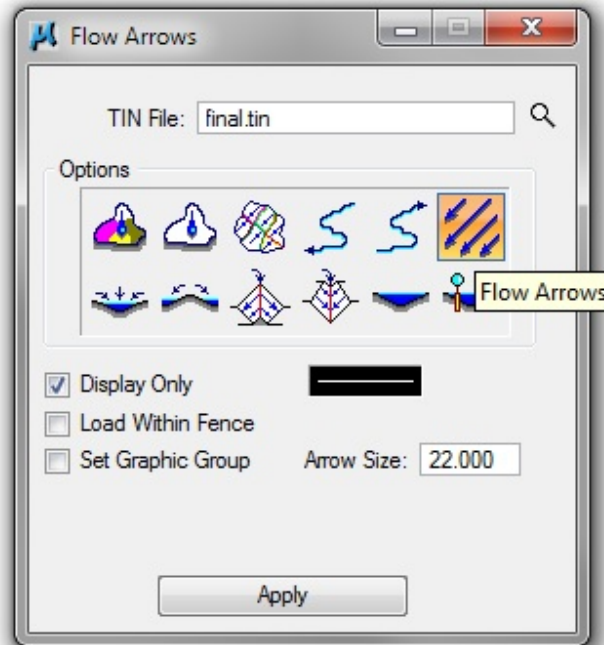 Flow Arrows
TIN File: final.tin
Options
Flow Arrows
Display Only
Load Within Fence
Set Graphic Group Arrow Size: 22.000
Apply